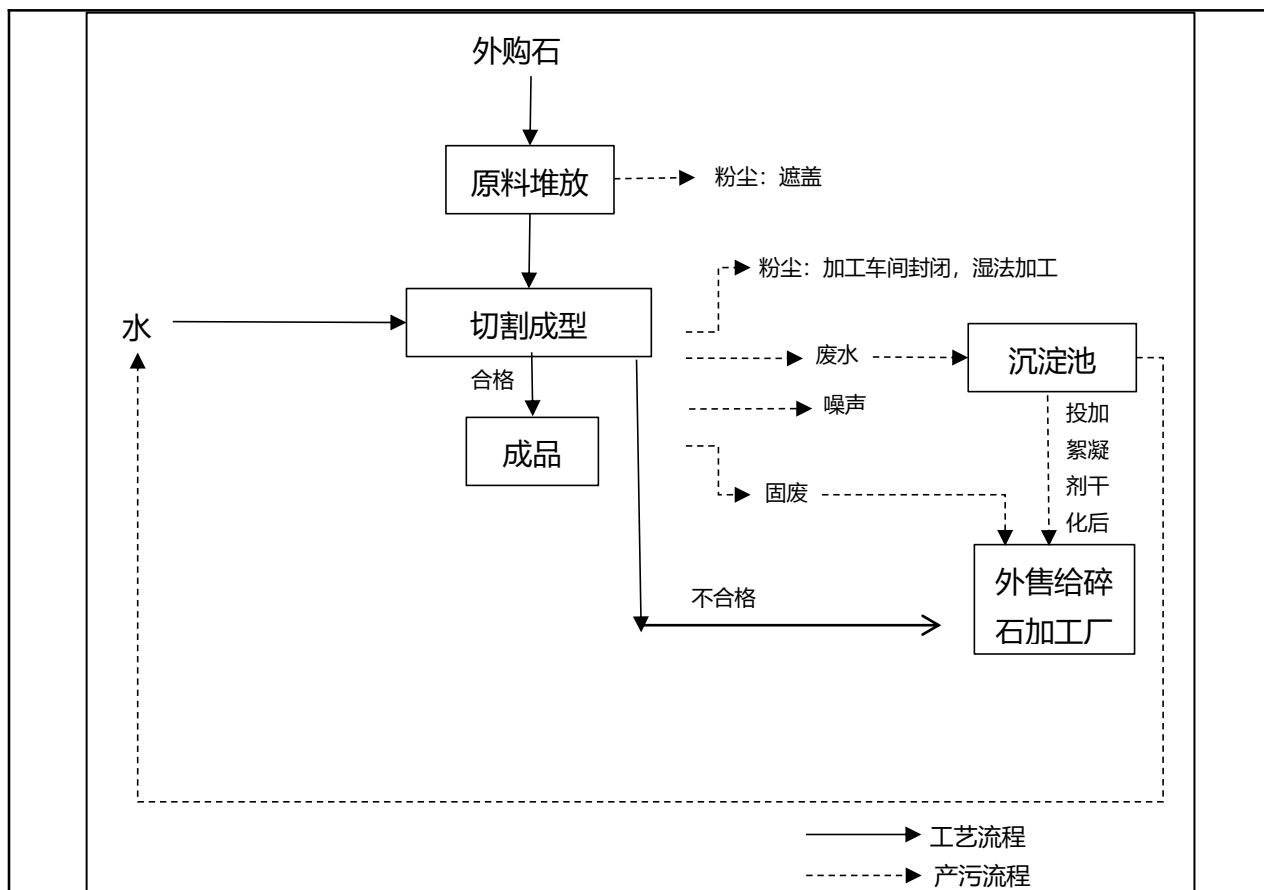 外购石
原料堆放
粉尘：遮盖
粉尘：加工车间封闭，湿法加工
水
切割成型
废水
沉淀池
合格
噪声
投加
絮凝
剂干
化后
成品
固废
外售给碎
石加工厂
不合格
工艺流程
产污流程